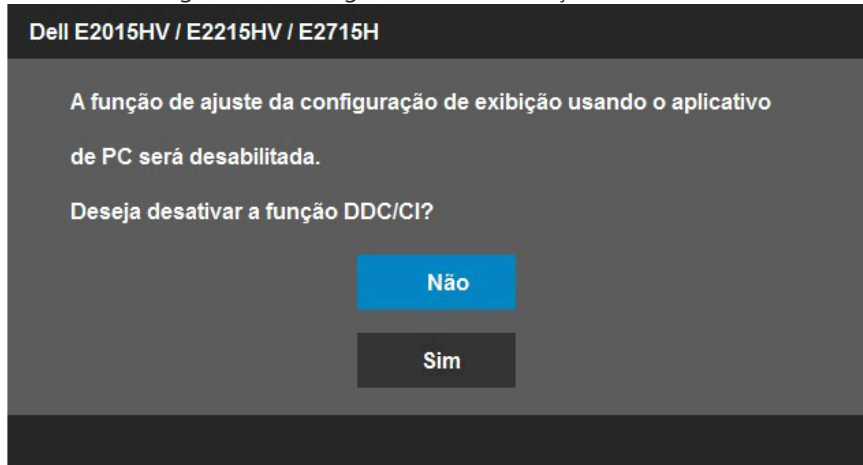 Dell E2015HV / E2215HV / E2715H
A função de ajuste da configuração de exibição usando o aplicativo
de PC será desabilitada.
Deseja desativar a função DDC/CI?
Não
Sim